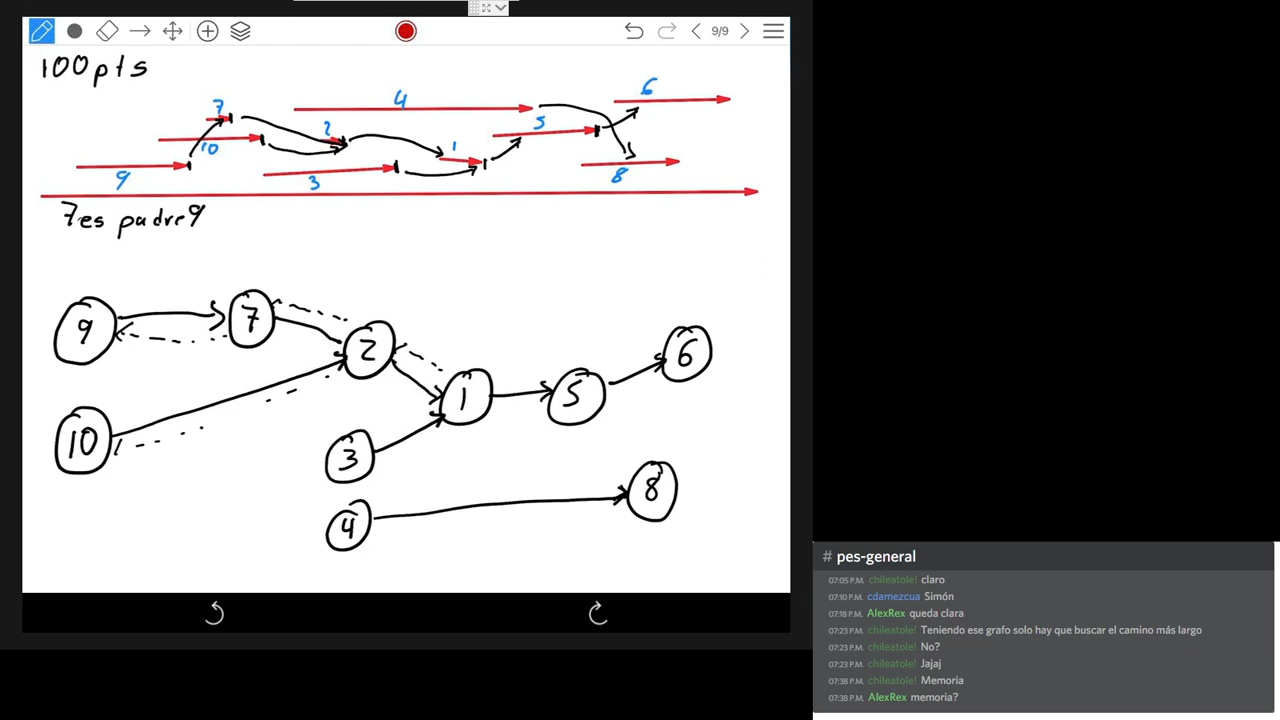 9/9
100pts
6
7 4
2 5
10 1
9 3 8
7es padre 9
9 7 2 6
1 5
10 3 8
4
# pes-general
07:05 P.M. chileatole! claro
07:10 P.M. cdamezcua Simón
07:18 P.M. AlexRex queda clara
07:23 P.M. chileatole! Teniendo ese grafo solo hay que buscar el camino más largo
07:23 P.M. chileatole! No?
07:23 P.M. chileatole! Jajaj
07:38 P.M. chileatole! Memoria
07:38 P.M. AlexRex memoria?